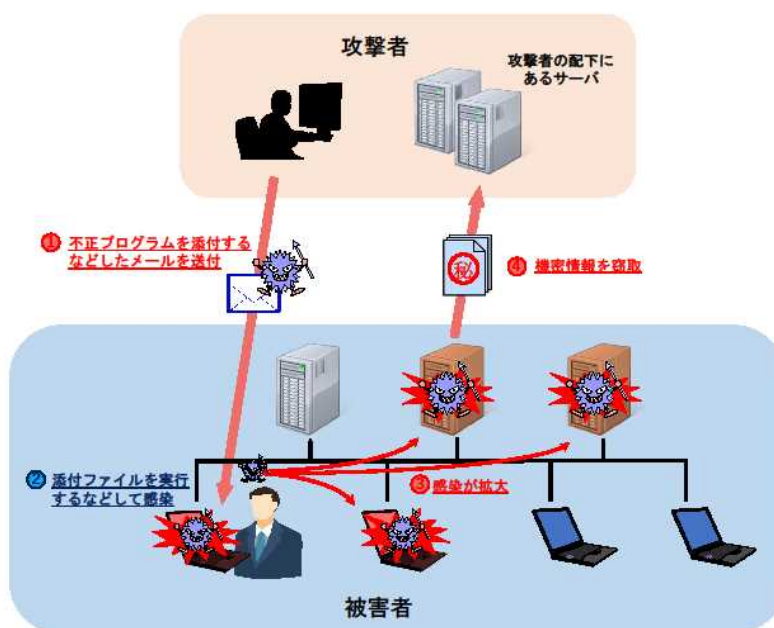 攻撃者
攻撃者の配下に
あるサーバ
① 不正プログラムを添付する
などしたメールを送付
秘
④ 機密情報を窃取
② 添付ファイルを実行
するなどして感染
③ 感染が拡大
被害者